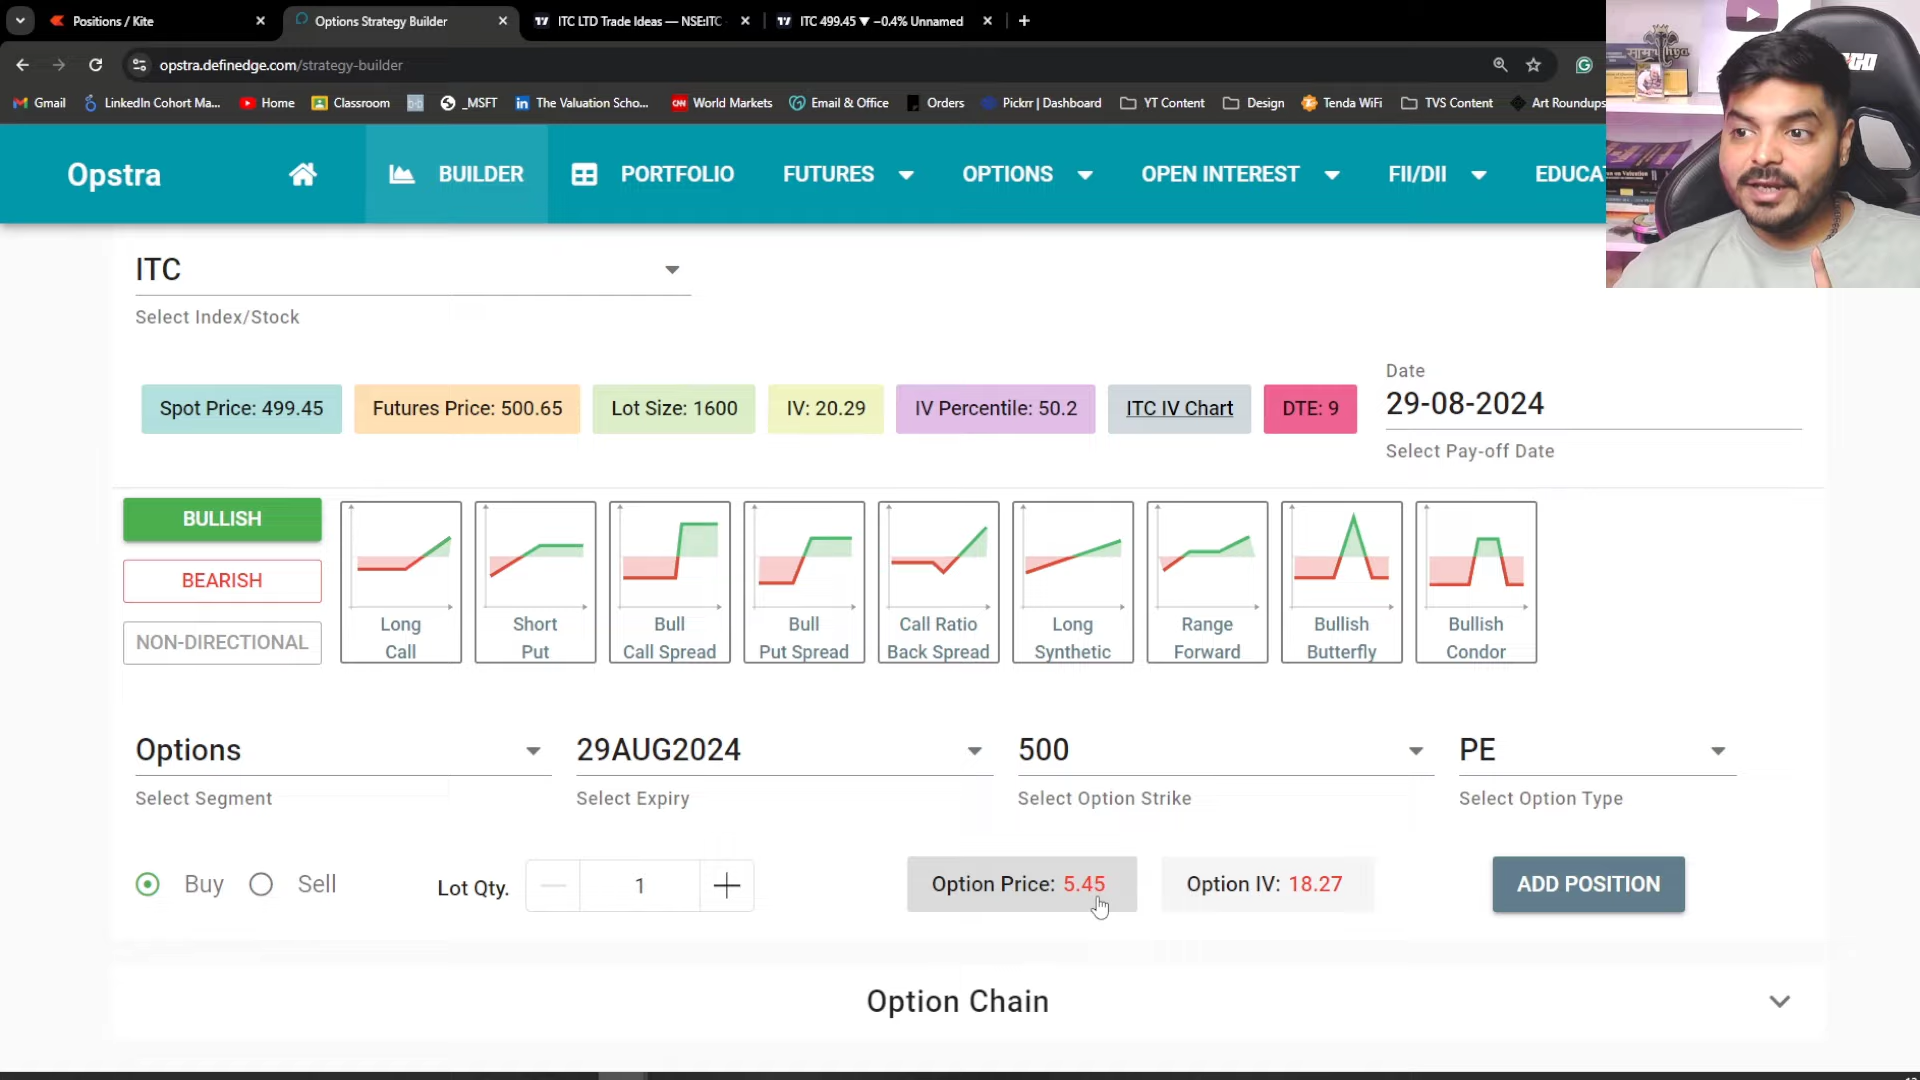 Positions / Kite
Options Strategy Builder
ITC LTD Trade Ideas — NSE:ITC
ITC 499.45 ▼ −0.4% Unnamed
opstra.definedge.com/strategy-builder
Gmail
LinkedIn Cohort Ma...
Home
Classroom
_MSFT
The Valuation Scho...
World Markets
Email & Office
Orders
Pickrr | Dashboard
YT Content
Design
Tenda WiFi
TVS Content
Art Roundups
Opstra
BUILDER
PORTFOLIO
FUTURES
OPTIONS
OPEN INTEREST
FII/DII
EDUCA
ITC
Select Index/Stock
Spot Price: 499.45
Futures Price: 500.65
Lot Size: 1600
IV: 20.29
IV Percentile: 50.2
ITC IV Chart
DTE: 9
Date
29-08-2024
Select Pay-off Date
BULLISH
BEARISH
NON-DIRECTIONAL
Long
Call
Short
Put
Bull
Call Spread
Bull
Put Spread
Call Ratio
Back Spread
Long
Synthetic
Range
Forward
Bullish
Butterfly
Bullish
Condor
Options
Select Segment
29AUG2024
Select Expiry
500
Select Option Strike
PE
Select Option Type
Buy
Sell
Lot Qty.
1
Option Price: 5.45
Option IV: 18.27
ADD POSITION
Option Chain